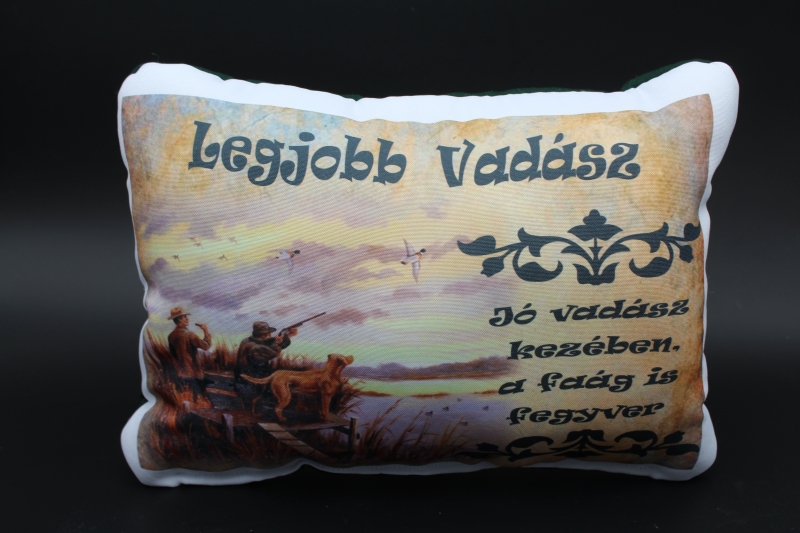 Legjobb Vadász
Jó vadász
kezében,
a faág is
fegyver